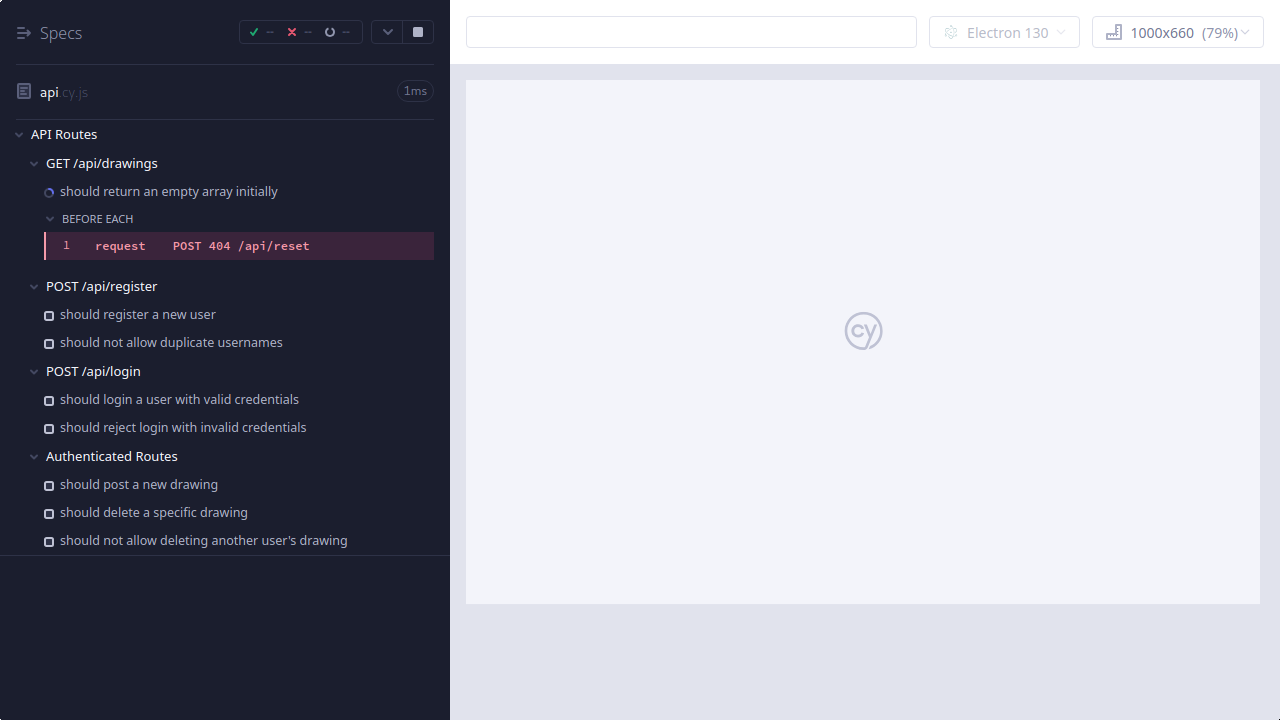 Specs
-- -- --
api.cy.js
1ms
API Routes
GET /api/drawings
should return an empty array initially
BEFORE EACH
1 request POST 404 /api/reset
POST /api/register
should register a new user
should not allow duplicate usernames
POST /api/login
should login a user with valid credentials
should reject login with invalid credentials
Authenticated Routes
should post a new drawing
should delete a specific drawing
should not allow deleting another user's drawing
Electron 130
1000x660 (79%)
cy